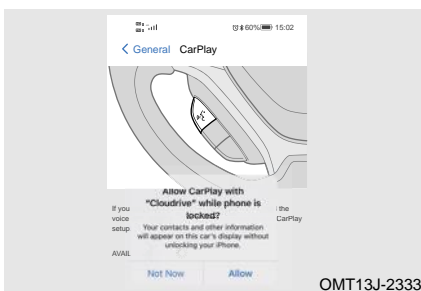 60% 15:02
General CarPlay
If you the
voice CarPlay
setup
AVAIL
Allow CarPlay with
"Cloudrive" while phone is
locked?
Your contacts and other information
will appear on this car's display without
unlocking your iPhone.
Not Now Allow
OMT13J-2333